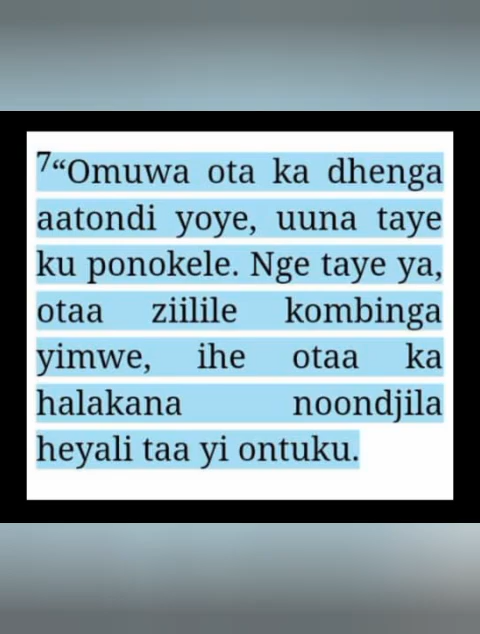 7“Omuwa ota ka dhenga
aatondi yoye, uuna taye
ku ponokele. Nge taye ya,
otaa ziilile kombinga
yimwe, ihe otaa ka
halakana noondjila
heyali taa yi ontuku.